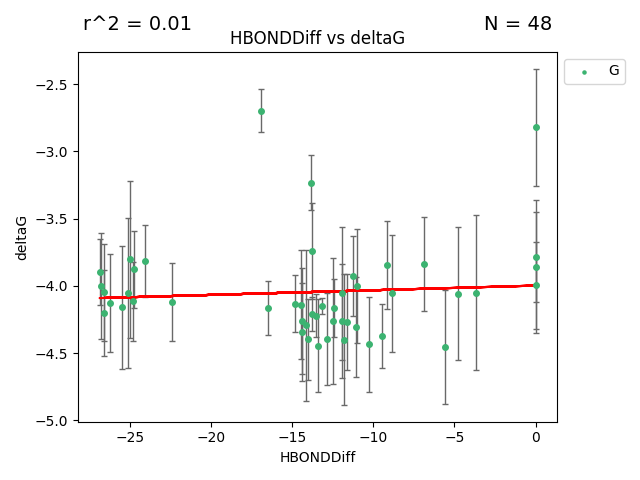 r^2 = 0.01
N = 48
HBONDDiff vs deltaG
G
−2.5
−3.0
−3.5
−4.0
−4.5
−5.0
deltaG
−25
−20
−15
−10
−5
0
HBONDDiff